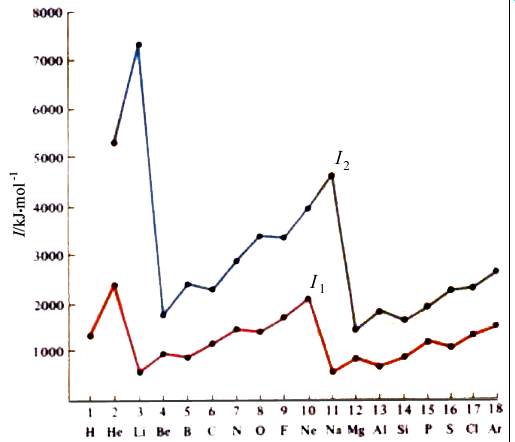 8000
7000
6000
5000
4000
3000
2000
1000
I/kJ·mol⁻¹
I₂
I₁
1 2 3 4 5 6 7 8 9 10 11 12 13 14 15 16 17 18
H He Li Be B C N O F Ne Na Mg Al Si P S Cl Ar